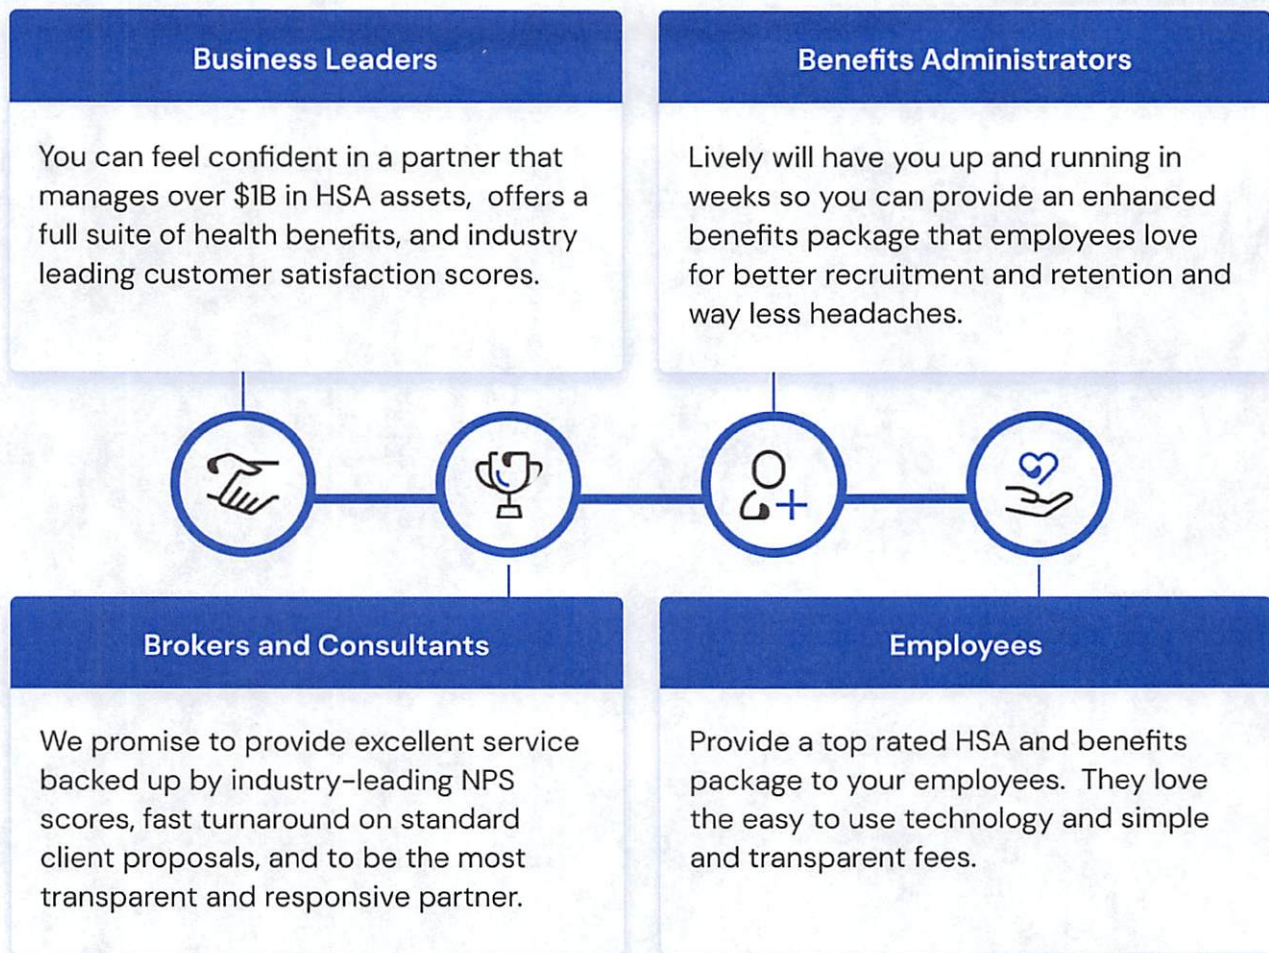 Business Leaders
You can feel confident in a partner that
manages over $1B in HSA assets,  offers a
full suite of health benefits, and industry
leading customer satisfaction scores.
Benefits Administrators
Lively will have you up and running in
weeks so you can provide an enhanced
benefits package that employees love
for better recruitment and retention and
way less headaches.
Brokers and Consultants
We promise to provide excellent service
backed up by industry-leading NPS
scores, fast turnaround on standard
client proposals, and to be the most
transparent and responsive partner.
Employees
Provide a top rated HSA and benefits
package to your employees.  They love
the easy to use technology and simple
and transparent fees.